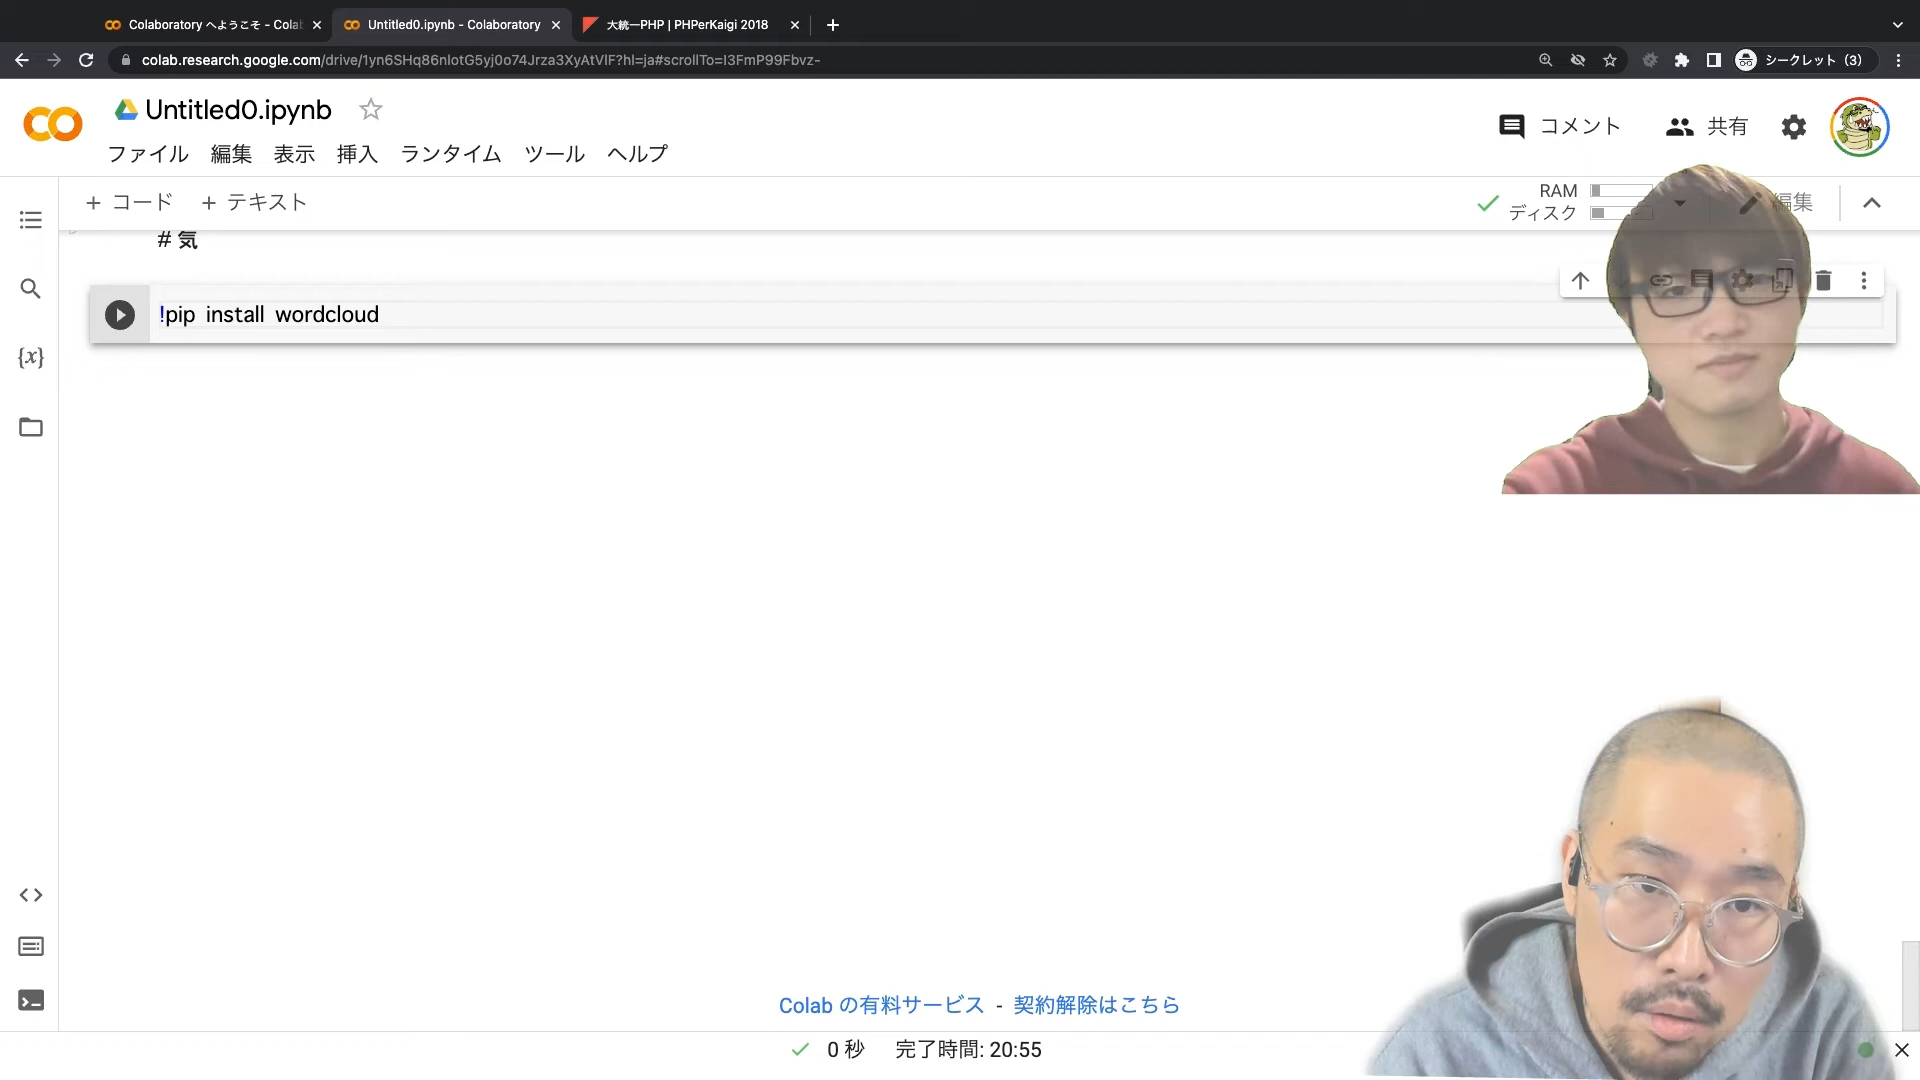 Colaboratory へようこそ - Colab
Untitled0.ipynb - Colaboratory
大統一PHP | PHPerKaigi 2018
colab.research.google.com/drive/1yn6SHq86nlotG5yj0o74Jrza3XyAtVlF?hl=ja#scrollTo=I3FmP99Fbvz-
シークレット（3）
Untitled0.ipynb
コメント
共有
ファイル 編集 表示 挿入 ランタイム ツール ヘルプ
+ コード + テキスト
RAM
ディスク
編集
# 気
!pip install wordcloud
{x}
Colab の有料サービス - 契約解除はこちら
0 秒 完了時間: 20:55